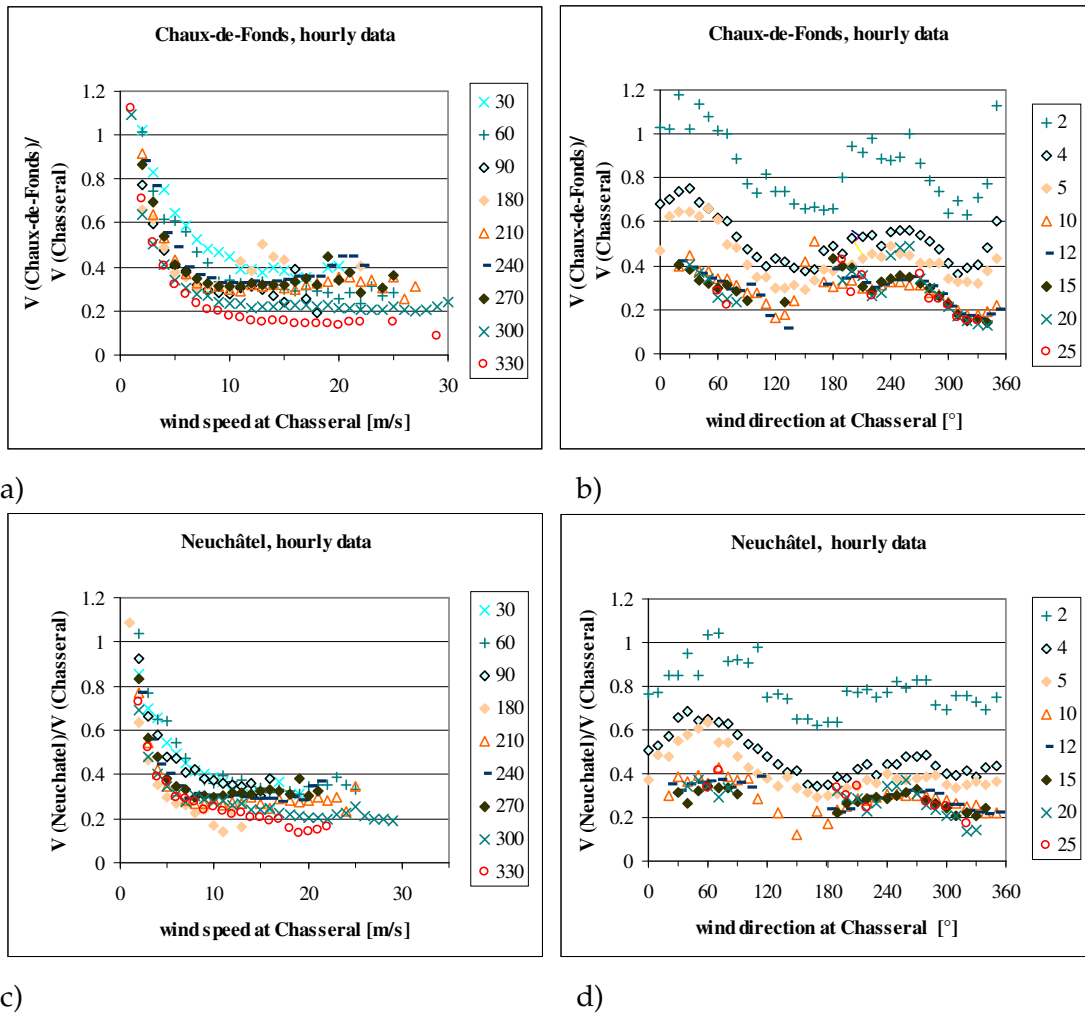 Chaux-de-Fonds, hourly data
V (Chaux-de-Fonds)/
V (Chasseral)
1.2
1
0.8
0.6
0.4
0.2
0
0 10 20 30
wind speed at Chasseral [m/s]
30
60
90
180
210
240
270
300
330
a)
Chaux-de-Fonds, hourly data
V (Chaux-de-Fonds)/
V (Chasseral)
1.2
1
0.8
0.6
0.4
0.2
0
0 60 120 180 240 300 360
wind direction at Chasseral [°]
2
4
5
10
12
15
20
25
b)
Neuchâtel, hourly data
V (Neuchatel)/V (Chasseral)
1.2
1
0.8
0.6
0.4
0.2
0
0 10 20 30
wind speed at Chasseral [m/s]
30
60
90
180
210
240
270
300
330
c)
Neuchâtel, hourly data
V (Neuchatel)/V (Chasseral)
1.2
1
0.8
0.6
0.4
0.2
0
0 60 120 180 240 300 360
wind direction at Chasseral [°]
2
4
5
10
12
15
20
25
d)